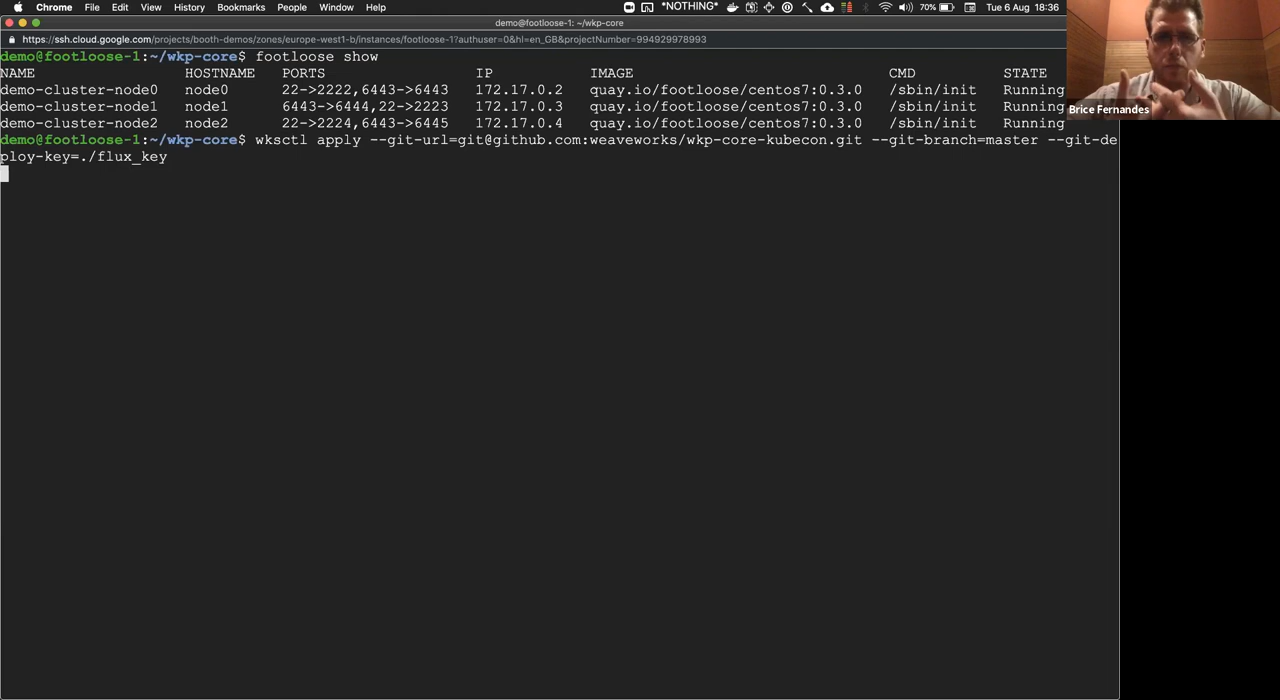 Chrome File Edit View History Bookmarks People Window Help *NOTHING* 70% Tue 6 Aug 18:36
demo@footloose-1: ~/wkp-core
https://ssh.cloud.google.com/projects/booth-demos/zones/europe-west1-b/instances/footloose-1?authuser=0&hl=en_GB&projectNumber=994929978993
demo@footloose-1:~/wkp-core$ footloose show
NAME HOSTNAME PORTS IP IMAGE CMD STATE
demo-cluster-node0 node0 22->2222,6443->6443 172.17.0.2 quay.io/footloose/centos7:0.3.0 /sbin/init Running
demo-cluster-node1 node1 6443->6444,22->2223 172.17.0.3 quay.io/footloose/centos7:0.3.0 /sbin/init Running
Brice Fernandes
demo-cluster-node2 node2 22->2224,6443->6445 172.17.0.4 quay.io/footloose/centos7:0.3.0 /sbin/init Running
demo@footloose-1:~/wkp-core$ wksctl apply --git-url=git@github.com:weaveworks/wkp-core-kubecon.git --git-branch=master --git-de
ploy-key=./flux_key